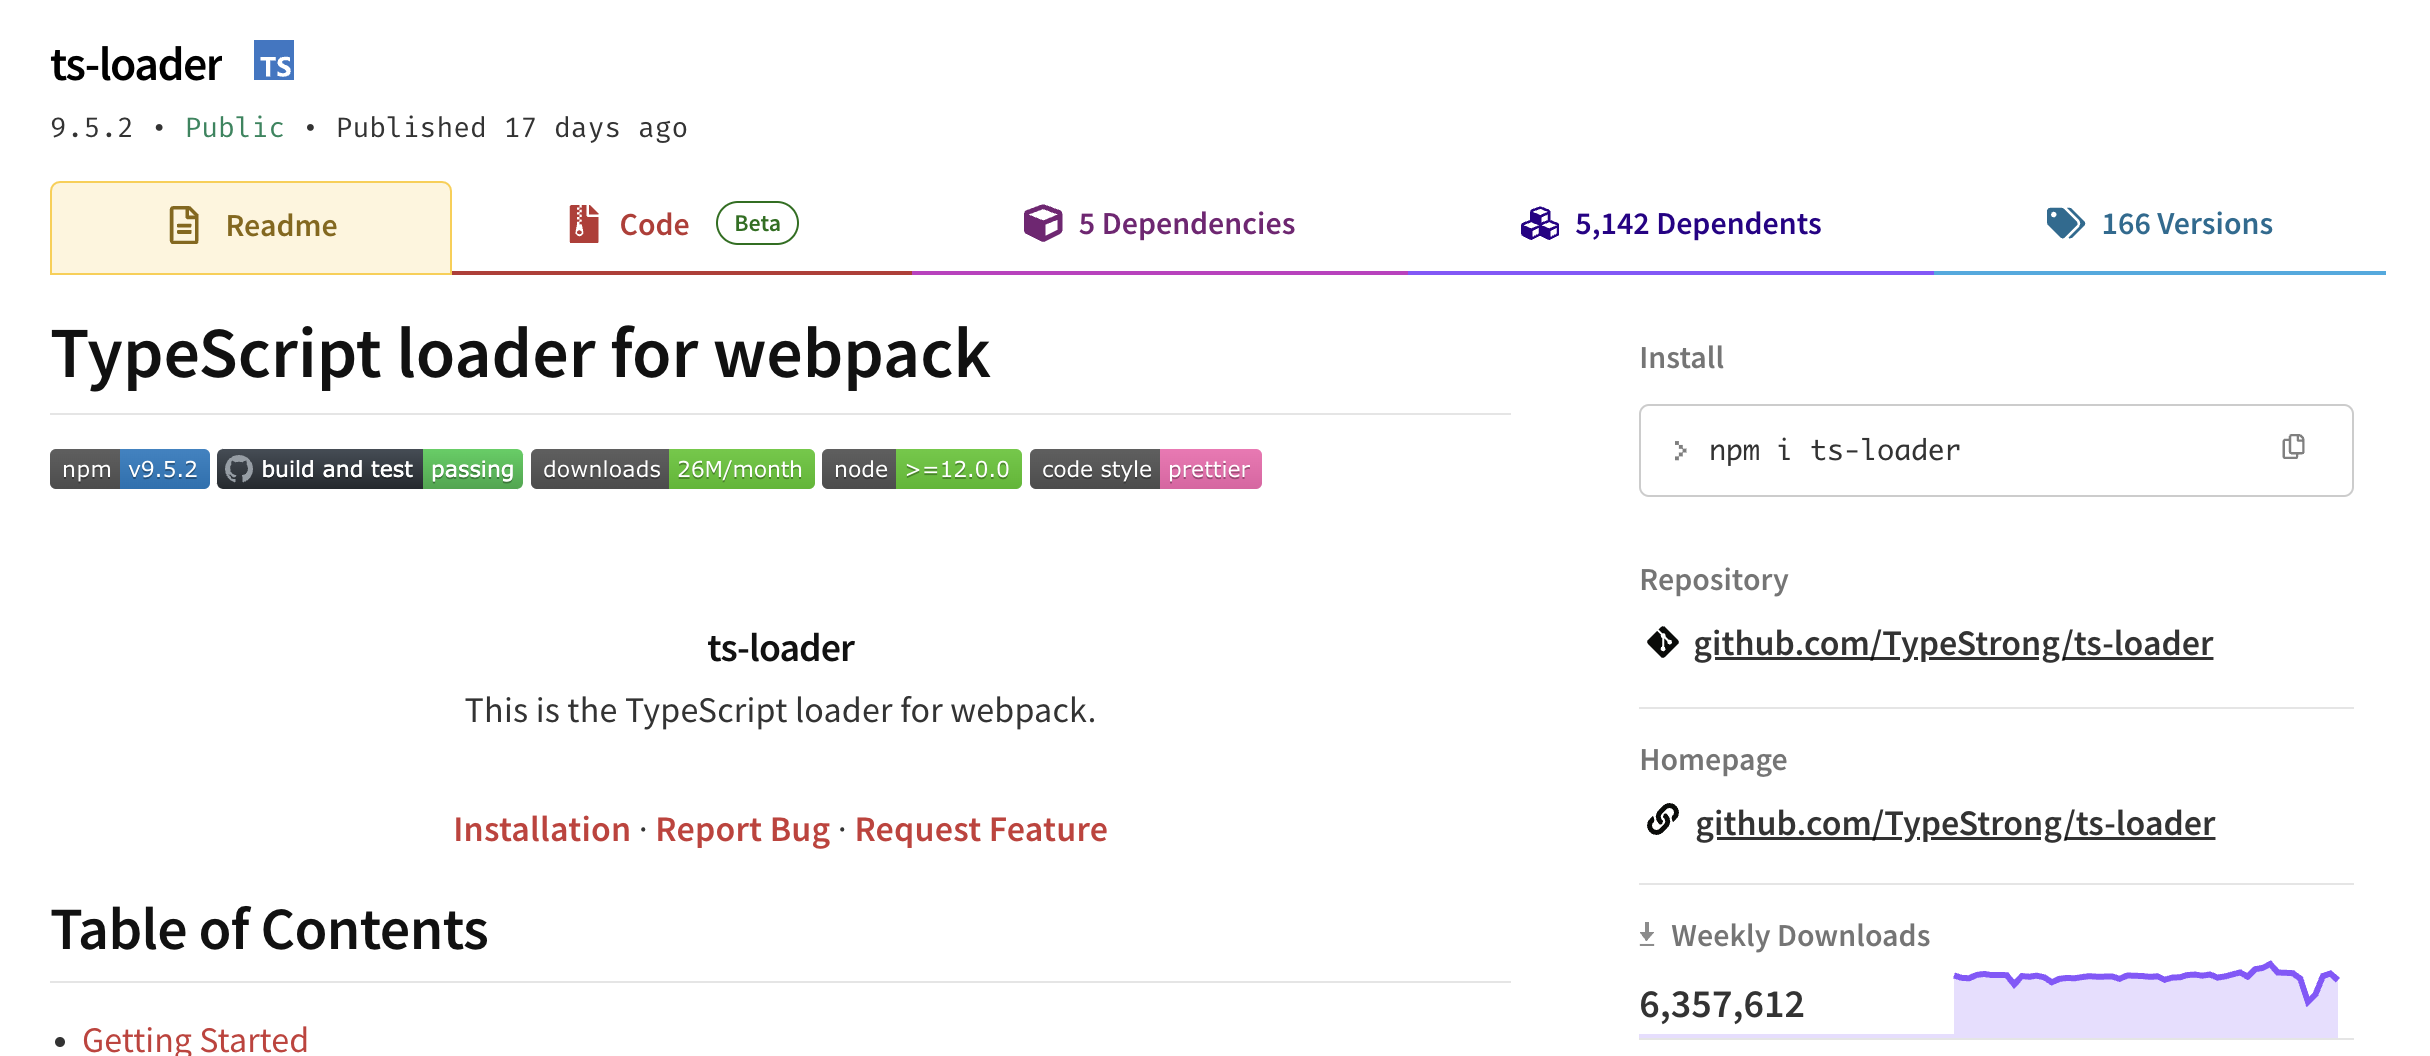 ts-loader TS
9.5.2 • Public • Published 17 days ago
Readme
Code Beta
5 Dependencies
5,142 Dependents
166 Versions
TypeScript loader for webpack
npm v9.5.2 build and test passing downloads 26M/month node >=12.0.0 code style prettier
ts-loader
This is the TypeScript loader for webpack.
Installation · Report Bug · Request Feature
Table of Contents
• Getting Started
Install
> npm i ts-loader
Repository
github.com/TypeStrong/ts-loader
Homepage
github.com/TypeStrong/ts-loader
Weekly Downloads
6,357,612